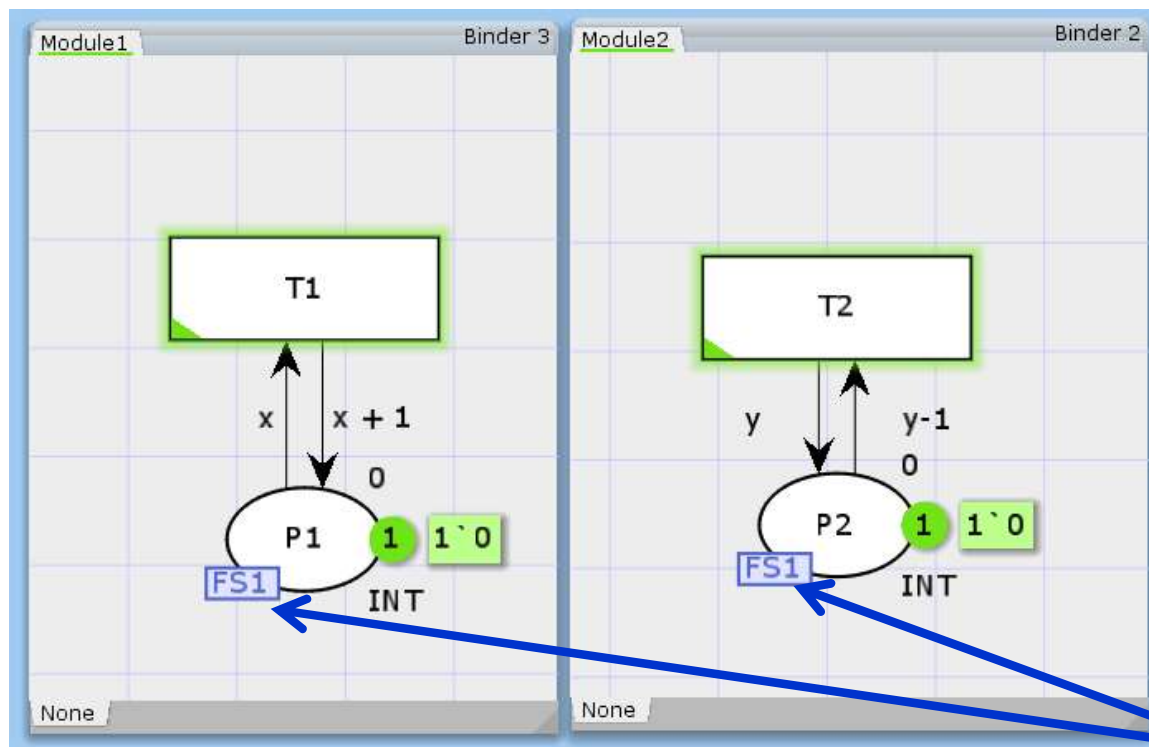 Module1
Binder 3
T1
x
x + 1
0
P1
1
1`0
FS1
INT
None
Module2
Binder 2
T2
y
y-1
0
P2
1
1`0
FS1
INT
None